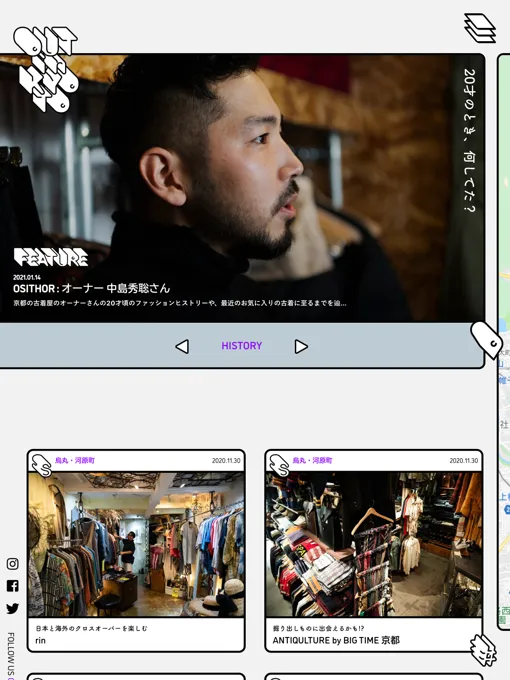 OUT
IN
KYO
TO
20才のとき、何してた？
FEATURE
2021.01.14
OSITHOR : オーナー 中島秀聡さん
京都の古着屋のオーナーさんの20才頃のファッションヒストリーや、最近のお気に入りの古着に至るまでを辿...
HISTORY
烏丸・河原町
2020.11.30
日本と海外のクロスオーバーを楽しむ
rin
烏丸・河原町
2020.11.30
掘り出しものに出会えるかも!?
ANTIQULTURE by BIG TIME 京都
FOLLOW US